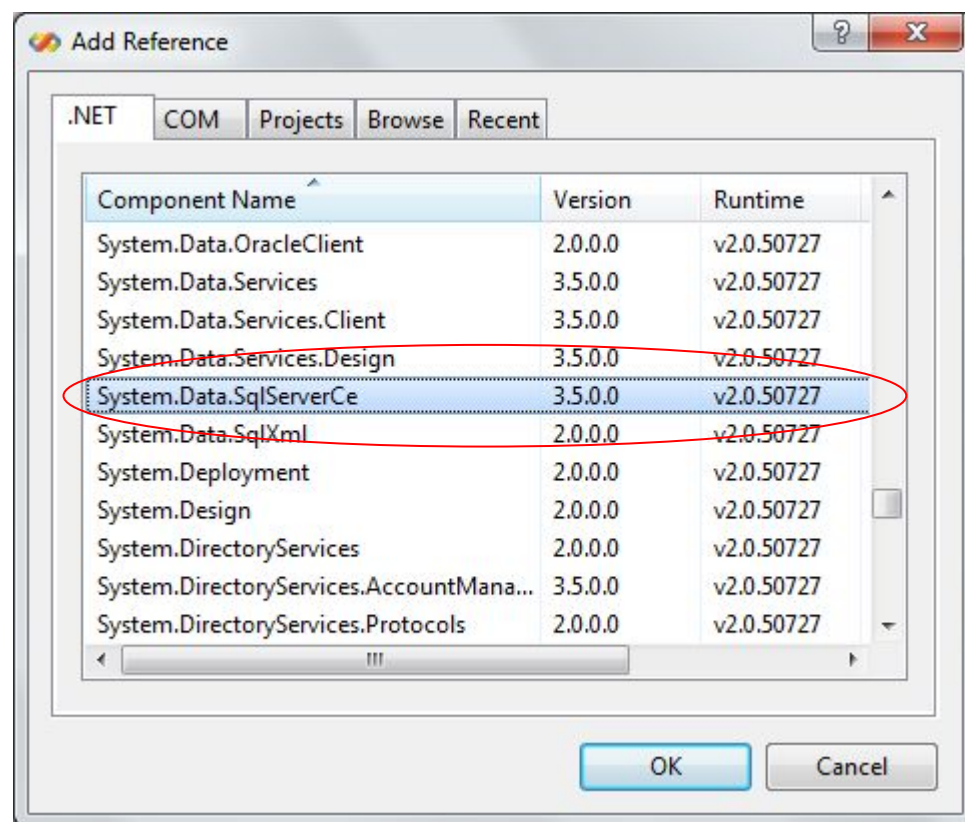 Add Reference
.NET COM Projects Browse Recent
Component Name Version Runtime
System.Data.OracleClient 2.0.0.0 v2.0.50727
System.Data.Services 3.5.0.0 v2.0.50727
System.Data.Services.Client 3.5.0.0 v2.0.50727
System.Data.Services.Design 3.5.0.0 v2.0.50727
System.Data.SqlServerCe 3.5.0.0 v2.0.50727
System.Data.SqlXml 2.0.0.0 v2.0.50727
System.Deployment 2.0.0.0 v2.0.50727
System.Design 2.0.0.0 v2.0.50727
System.DirectoryServices 2.0.0.0 v2.0.50727
System.DirectoryServices.AccountMana... 3.5.0.0 v2.0.50727
System.DirectoryServices.Protocols 2.0.0.0 v2.0.50727
OK Cancel